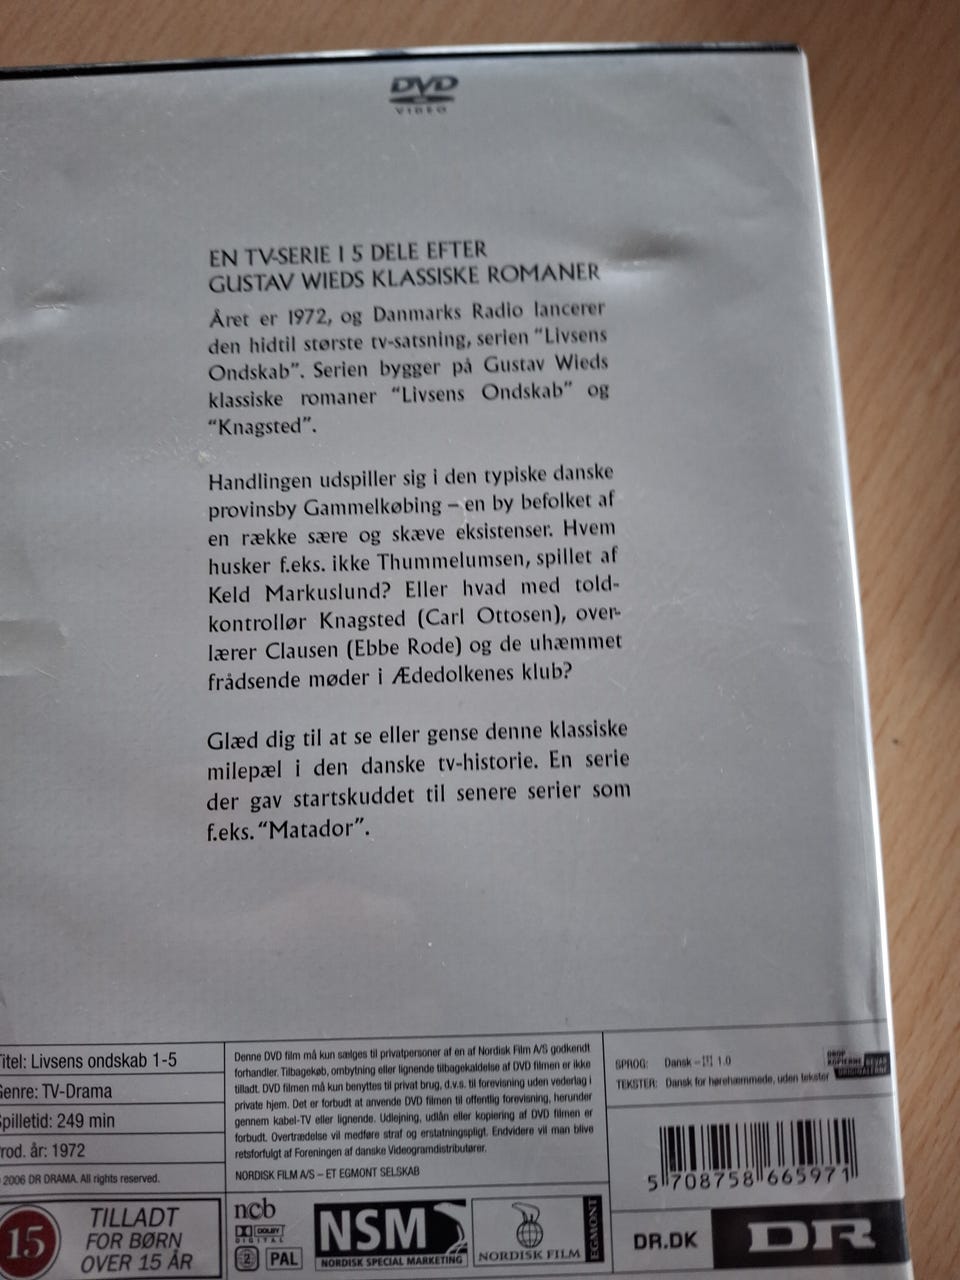 DVD
VIDEO
EN TV-SERIE I 5 DELE EFTER
GUSTAV WIEDS KLASSISKE ROMANER
Året er 1972, og Danmarks Radio lancerer
den hidtil største tv-satsning, serien "Livsens
Ondskab". Serien bygger på Gustav Wieds
klassiske romaner "Livsens Ondskab" og
"Knagsted".
Handlingen udspiller sig i den typiske danske
provinsby Gammelkøbing – en by befolket af
en række sære og skæve eksistenser. Hvem
husker f.eks. ikke Thummelumsen, spillet af
Keld Markuslund? Eller hvad med told-
kontrollør Knagsted (Carl Ottosen), over-
lærer Clausen (Ebbe Rode) og de uhæmmet
frådsende møder i Ædedolkenes klub?
Glæd dig til at se eller gense denne klassiske
milepæl i den danske tv-historie. En serie
der gav startskuddet til senere serier som
f.eks. "Matador".
Titel: Livsens ondskab 1-5
Genre: TV-Drama
Spilletid: 249 min
Prod. år: 1972
2006 DR DRAMA. All rights reserved.
15
TILLADT
FOR BØRN
OVER 15 ÅR
Denne DVD film må kun sælges til privatpersoner af en af Nordisk Film A/S godkendt
forhandler. Tilbagekøb, ombytning eller lignende tilbagekaldelse af DVD filmen er ikke
tilladt. DVD filmen må kun benyttes til privat brug, d.v.s. til forevisning uden vederlag i
private hjem. Det er forbudt at anvende DVD filmen til offentlig forevisning, herunder
gennem kabel-TV eller lignende. Udlejning, udlån eller kopiering af DVD filmen er
forbudt. Overtrædelse vil medføre straf og erstatningspligt. Endvidere vil man blive
retsforfulgt af Foreningen af danske Videogramdistributører.
NORDISK FILM A/S – ET EGMONT SELSKAB
ncb
DOLBY
DIGITAL
2
PAL
NSM
NORDISK SPECIAL MARKETING
NORDISK FILM
EGMONT
SPROG: Dansk – 1.0
TEKSTER: Dansk for hørehæmmede, uden tekster
DROP
KOPIERNE
ORIGINALERNE
5 708758 665971
DR.DK
DR